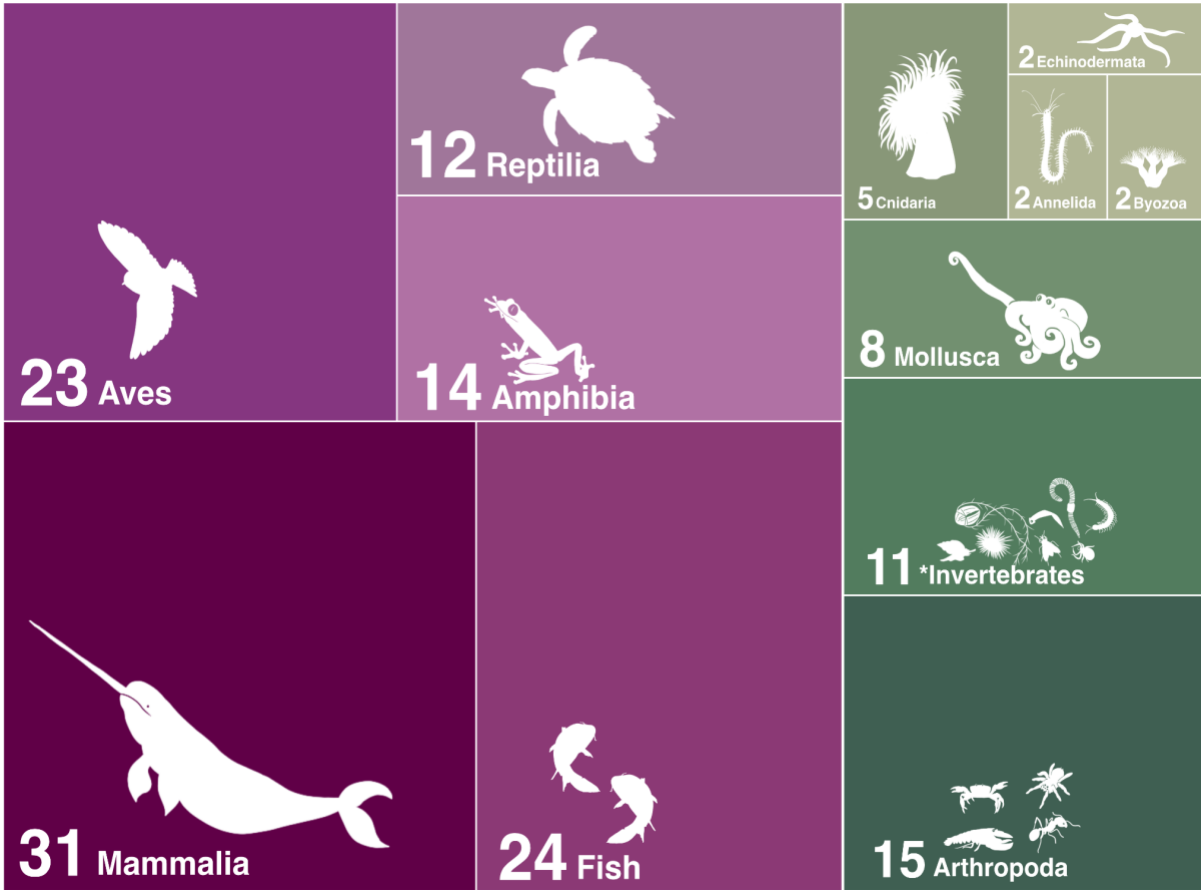 23 Aves
12 Reptilia
14 Amphibia
31 Mammalia
24 Fish
5 Cnidaria
2 Echinodermata
2 Annelida
2 Byozoa
8 Mollusca
11 *Invertebrates
15 Arthropoda